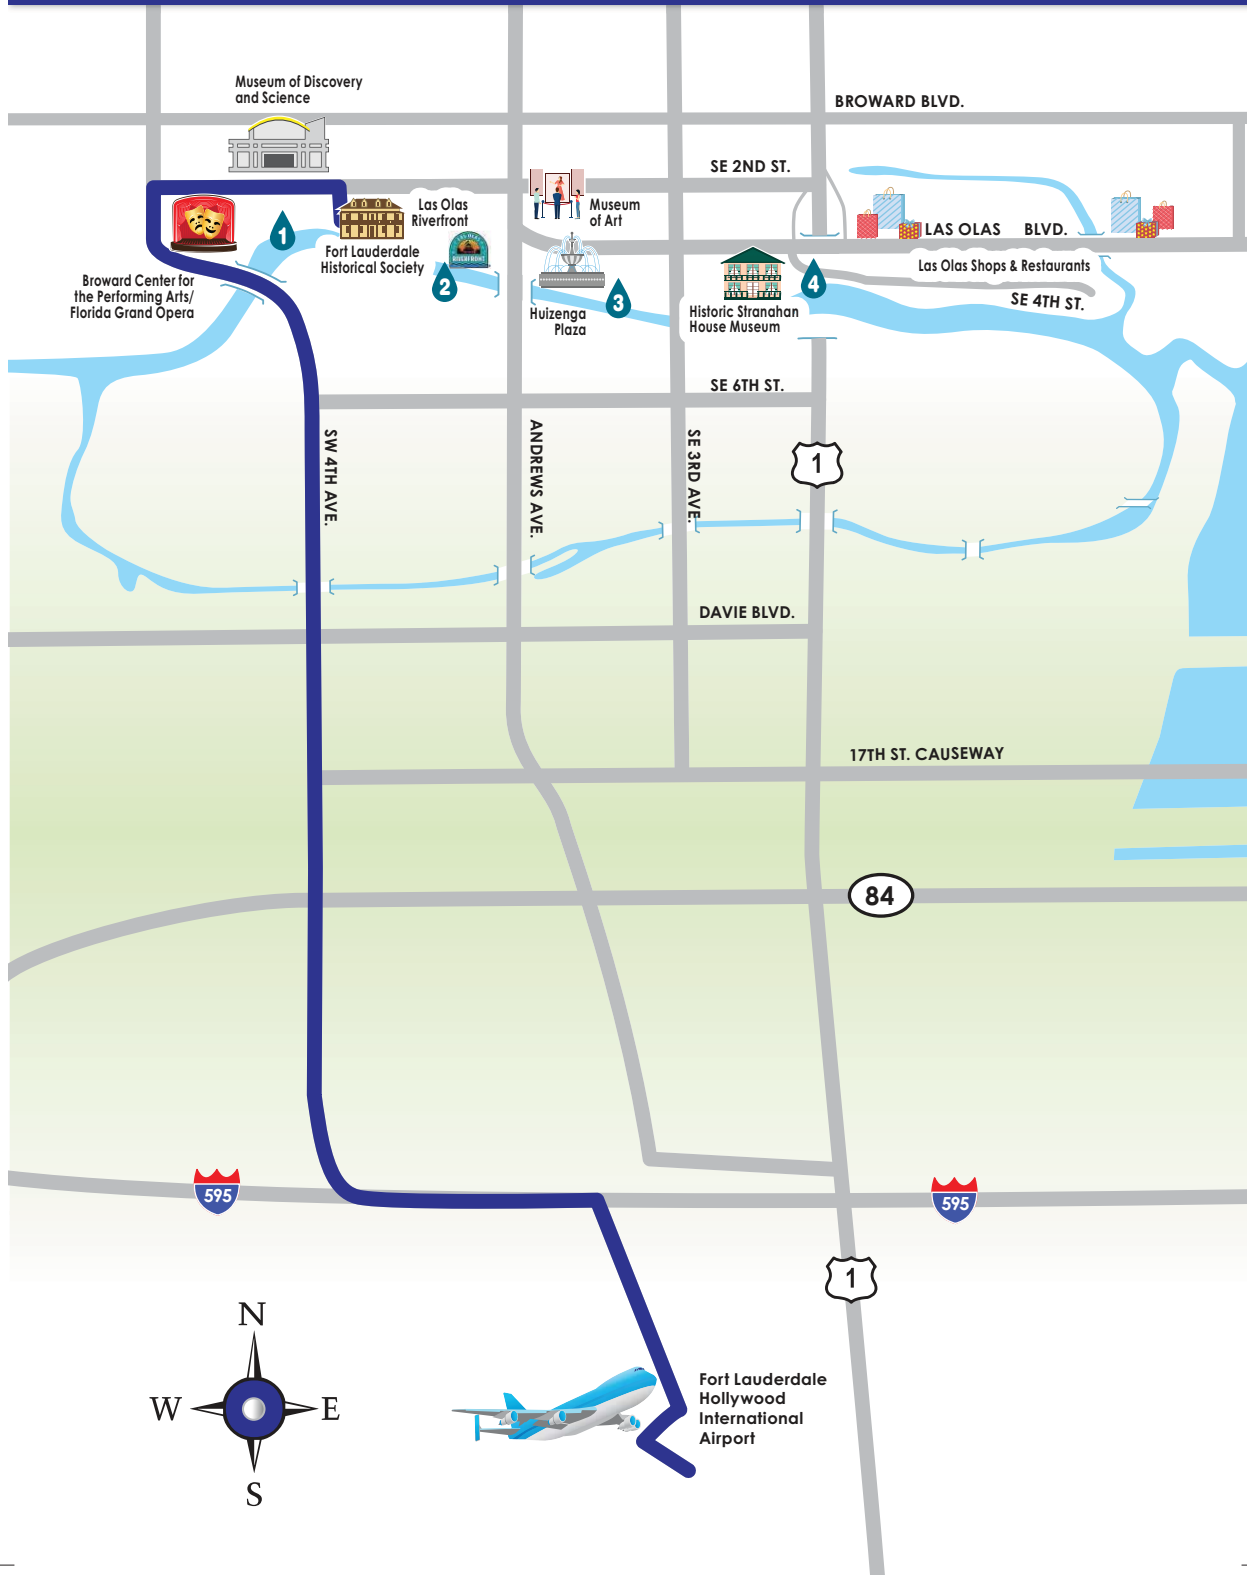 Museum of Discovery
and Science
BROWARD BLVD.
SE 2ND ST.
Las Olas
Riverfront
Museum
of Art
1
LAS OLAS BLVD.
Fort Lauderdale
Historical Society
LAS OLAS
RIVERFRONT
Las Olas Shops & Restaurants
Broward Center for
the Performing Arts/
Florida Grand Opera
2
3
4
SE 4TH ST.
Huizenga
Plaza
Historic Stranahan
House Museum
SE 6TH ST.
SW 4TH AVE.
ANDREWS AVE.
SE 3RD AVE.
1
DAVIE BLVD.
17TH ST. CAUSEWAY
84
595
595
1
N
W
E
S
Fort Lauderdale
Hollywood
International
Airport